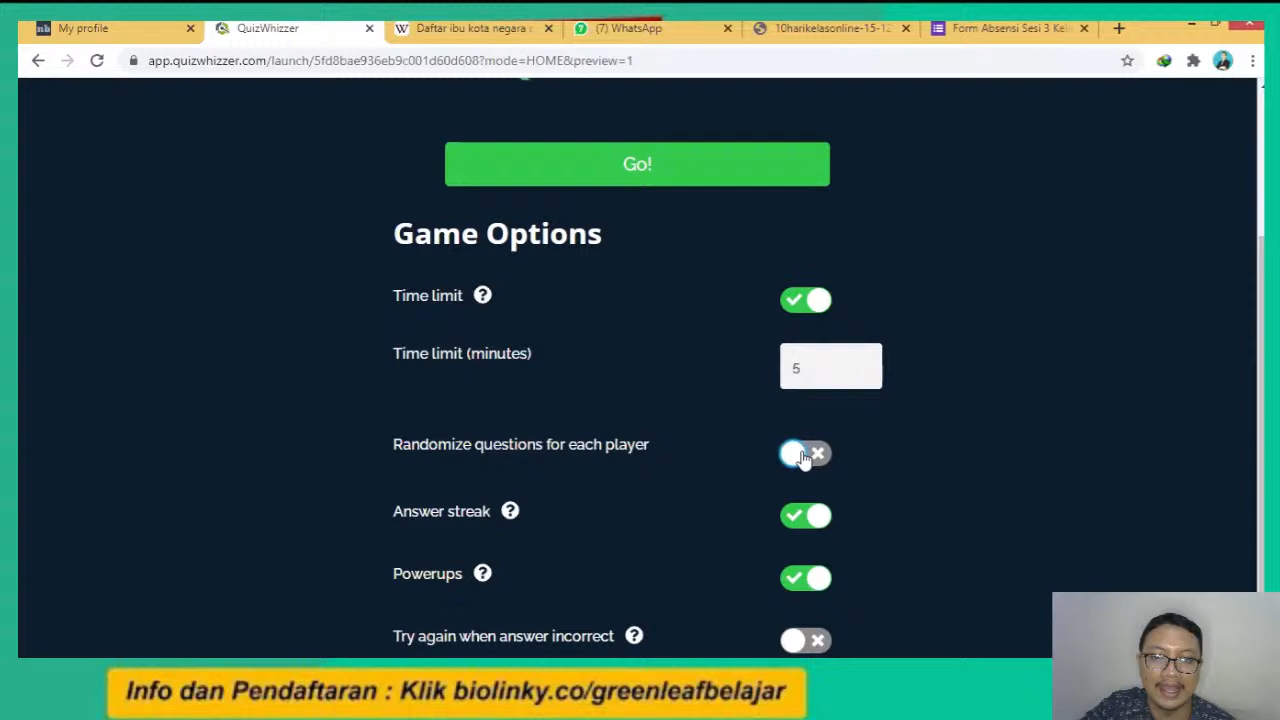 My profile
QuizWhizzer
Daftar ibu kota negara
(7) WhatsApp
10harikelasonline-15-12
Form Absensi Sesi 3 Kel
app.quizwhizzer.com/launch/5fd8bae936eb9c001d60d608?mode=HOME&preview=1
Go!
Game Options
Time limit ?
Time limit (minutes)
5
Randomize questions for each player
Answer streak ?
Powerups ?
Try again when answer incorrect ?
Info dan Pendaftaran : Klik biolinky.co/greenleafbelajar